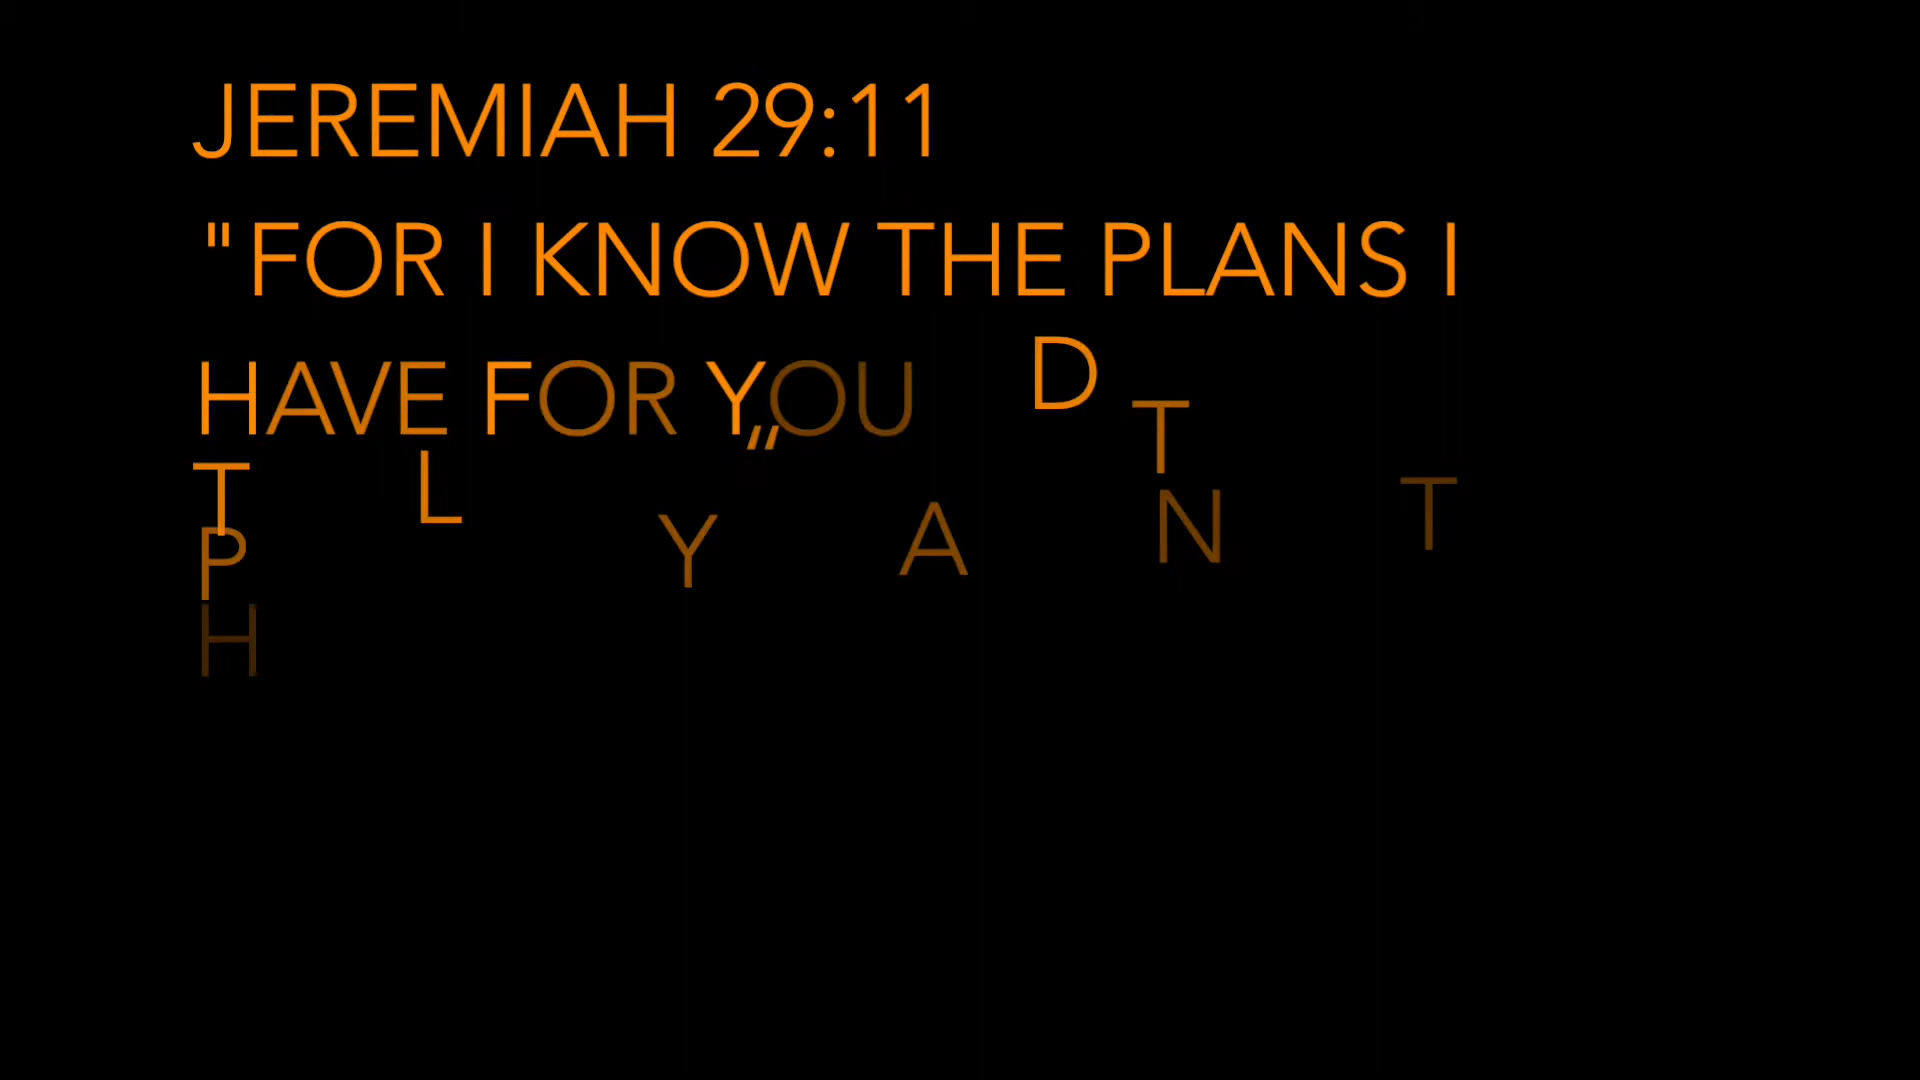 JEREMIAH 29:11
"FOR I KNOW THE PLANS I
HAVE FOR YOU," D T
T L Y A N T
P
H